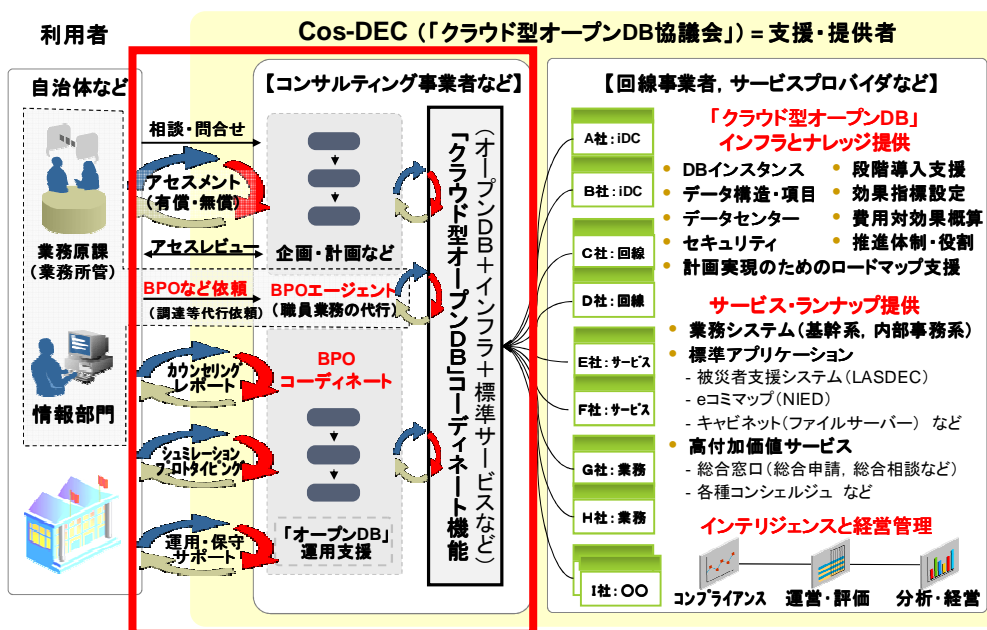 利用者
Cos-DEC（「クラウド型オープンDB協議会」）＝支援・提供者
自治体など
業務原課
（業務所管）
情報部門
相談・問合せ
アセスメント
（有償・無償）
アセスレビュー
BPOなど依頼
（調達等代行依頼）
カウンセリング
レポート
シュミレーション
プロトタイピング
運用・保守
サポート
【コンサルティング事業者など】
企画・計画など
BPOエージェント
（職員業務の代行）
BPO
コーディネート
「オープンDB」
運用支援
「クラウド型オープンDB」コーディネート機能
（オープンDB＋インフラ＋標準サービスなど）
【回線事業者，サービスプロバイダなど】
A社：iDC
B社：iDC
C社：回線
D社：回線
E社：サービス
F社：サービス
G社：業務
H社：業務
I社：〇〇
「クラウド型オープンDB」
インフラとナレッジ提供
• DBインスタンス
• データ構造・項目
• データセンター
• セキュリティ
• 段階導入支援
• 効果指標設定
• 費用対効果概算
• 推進体制・役割
• 計画実現のためのロードマップ支援
サービス・ランナップ提供
• 業務システム（基幹系，内部事務系）
• 標準アプリケーション
- 被災者支援システム（LASDEC）
- eコミマップ（NIED）
- キャビネット（ファイルサーバー） など
• 高付加価値サービス
- 総合窓口（総合申請，総合相談など）
- 各種コンシェルジュ など
インテリジェンスと経営管理
コンプライアンス
運営・評価
分析・経営